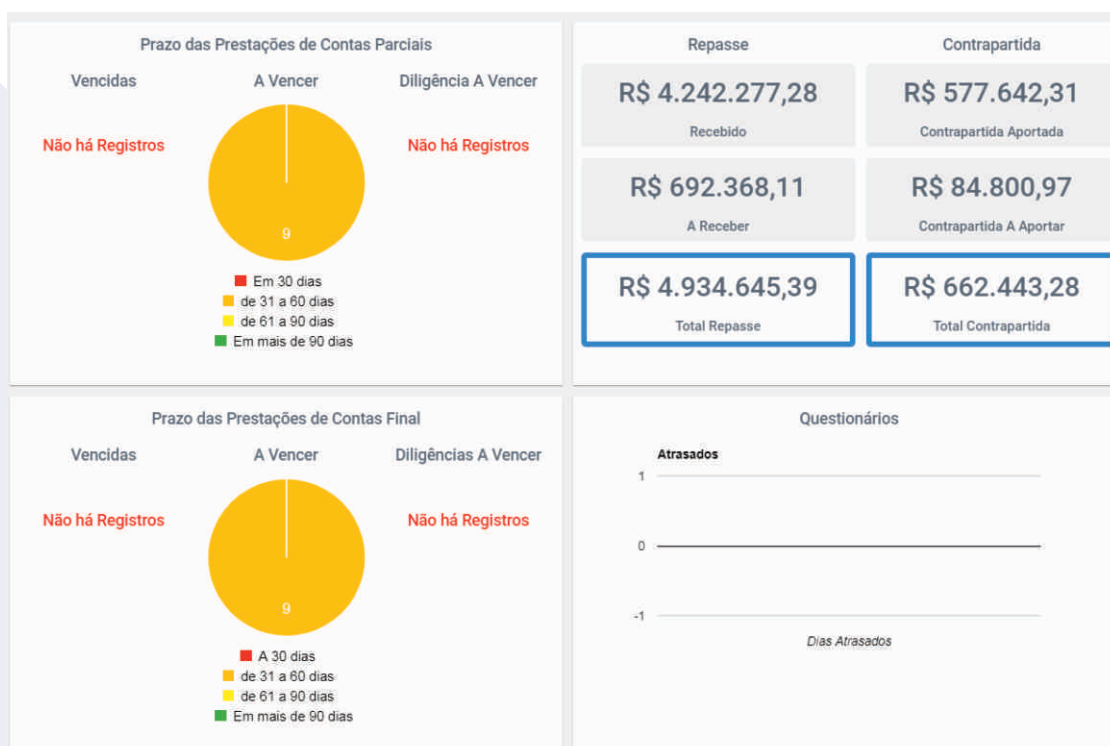 Prazo das Prestações de Contas Parciais
Vencidas
A Vencer
Diligência A Vencer
Não há Registros
9
Não há Registros
Em 30 dias
de 31 a 60 dias
de 61 a 90 dias
Em mais de 90 dias
Repasse
Contrapartida
R$ 4.242.277,28
Recebido
R$ 577.642,31
Contrapartida Aportada
R$ 692.368,11
A Receber
R$ 84.800,97
Contrapartida A Aportar
R$ 4.934.645,39
Total Repasse
R$ 662.443,28
Total Contrapartida
Prazo das Prestações de Contas Final
Vencidas
A Vencer
Diligências A Vencer
Não há Registros
9
Não há Registros
A 30 dias
de 31 a 60 dias
de 61 a 90 dias
Em mais de 90 dias
Questionários
Atrasados
1
0
-1
Dias Atrasados